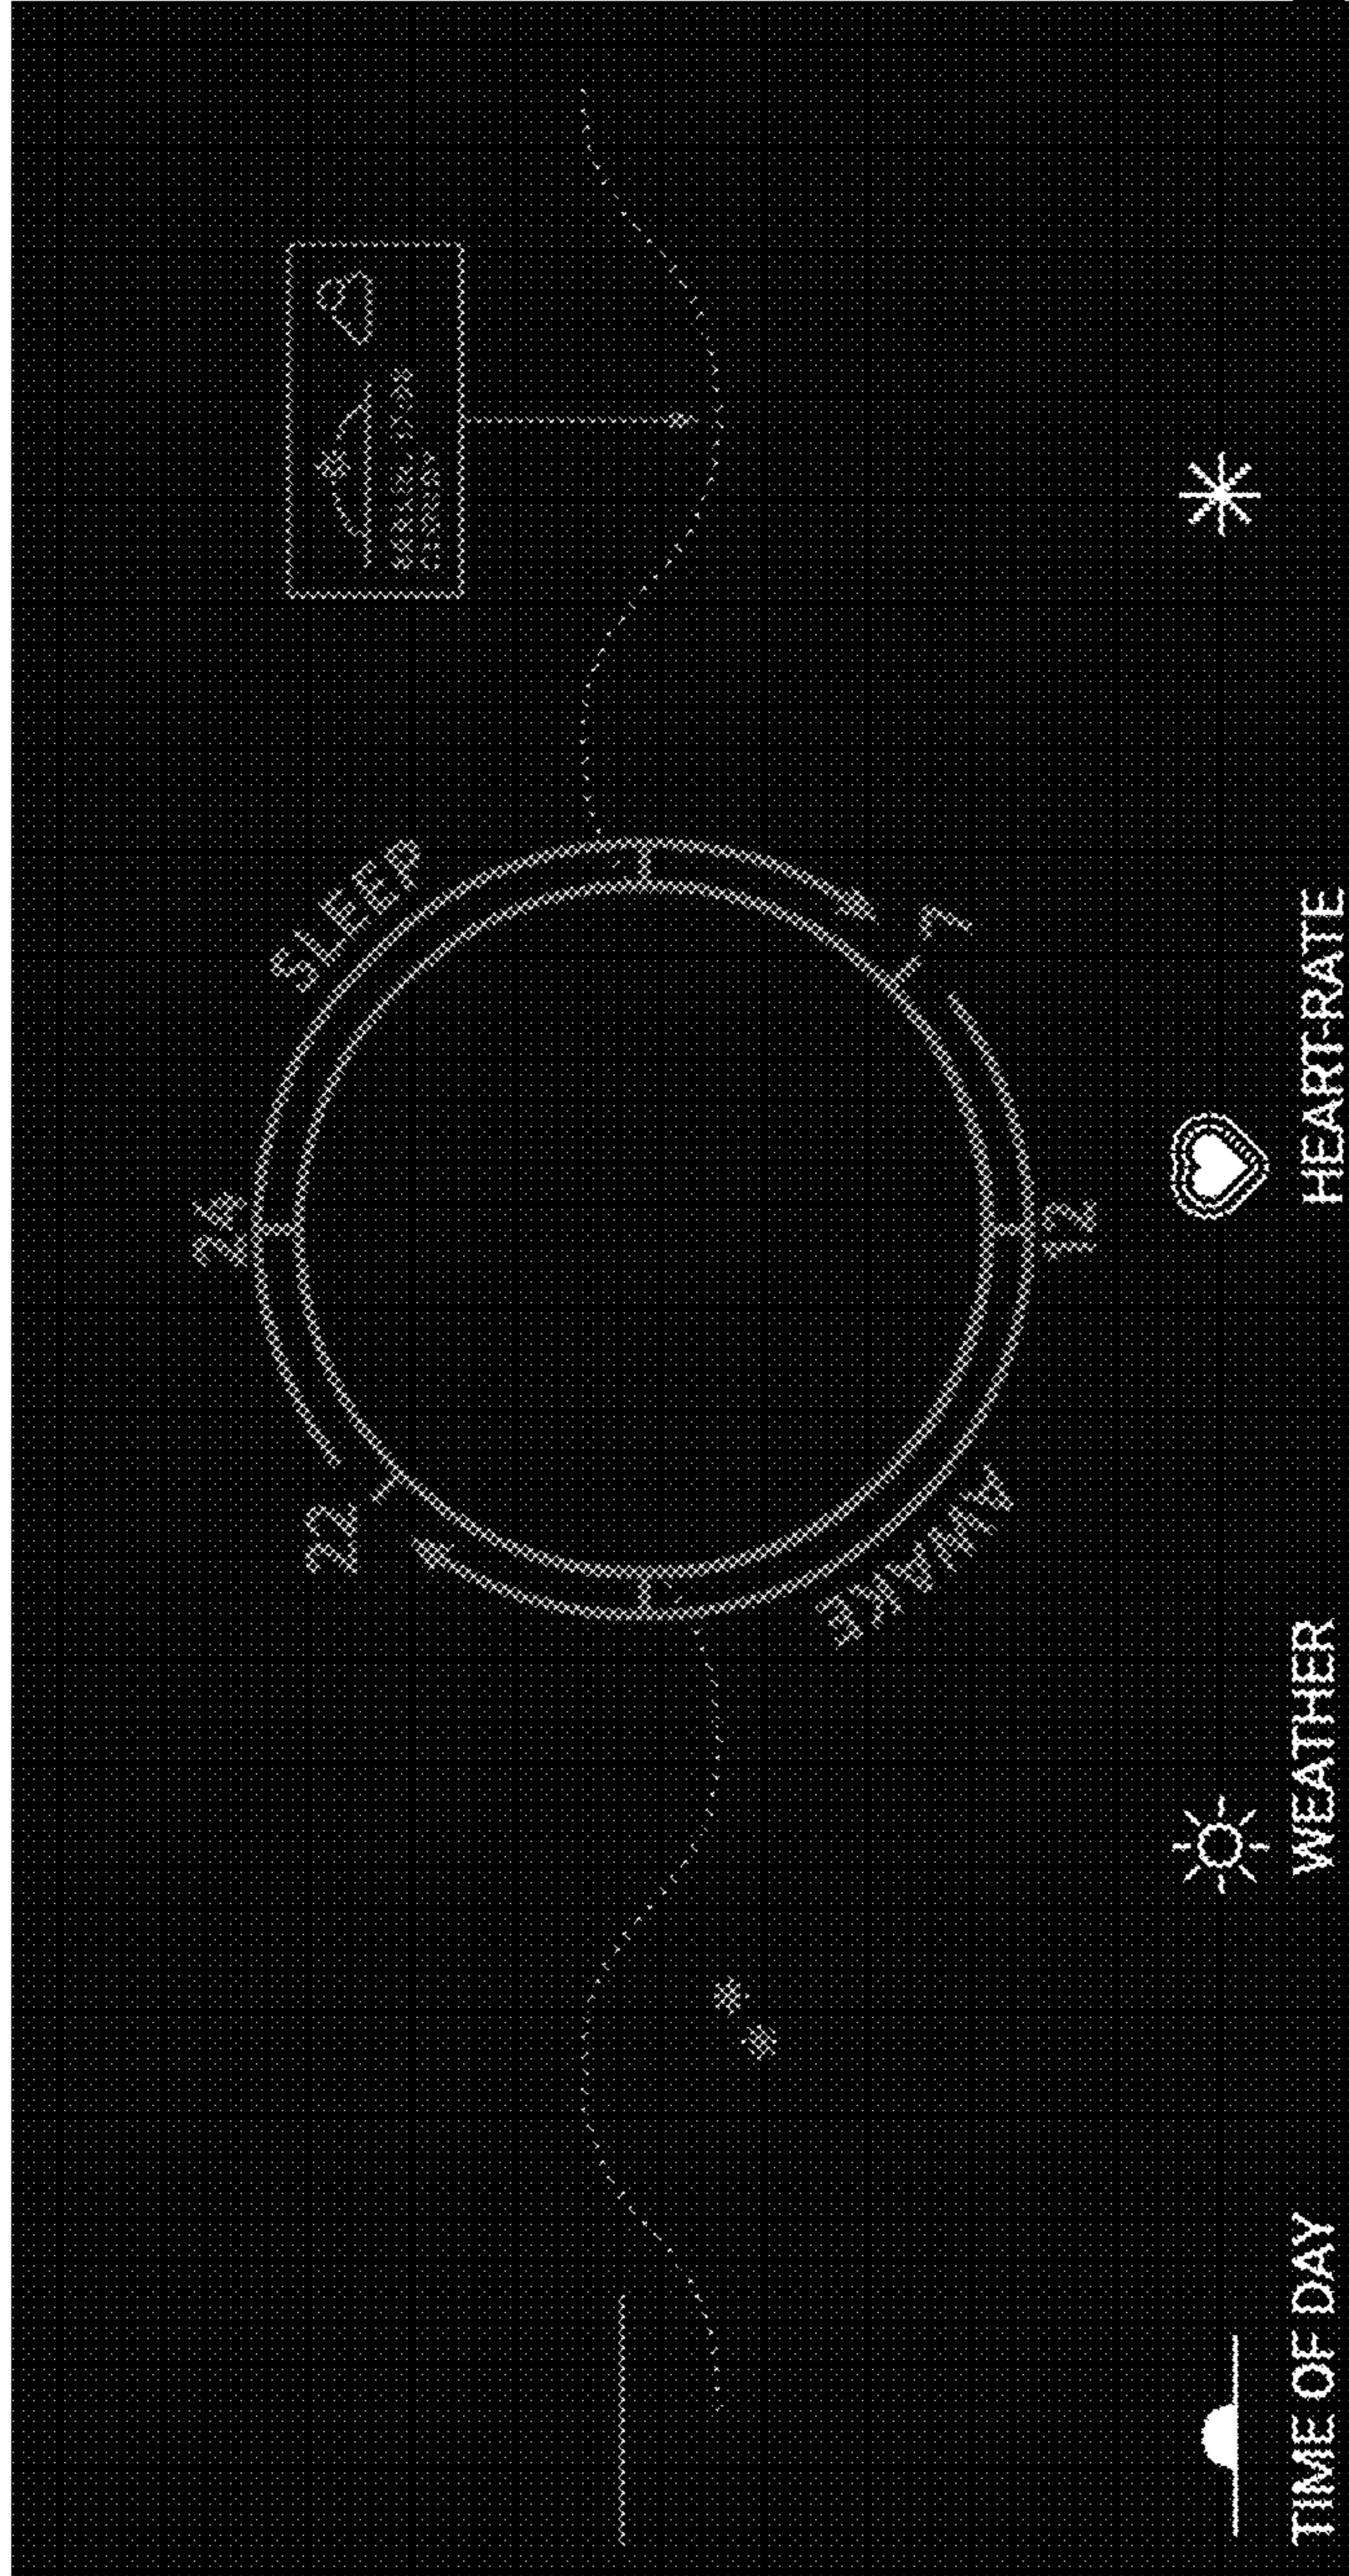 24
SLEEP
22
7
AWAKE
12
TIME OF DAY
WEATHER
HEART-RATE